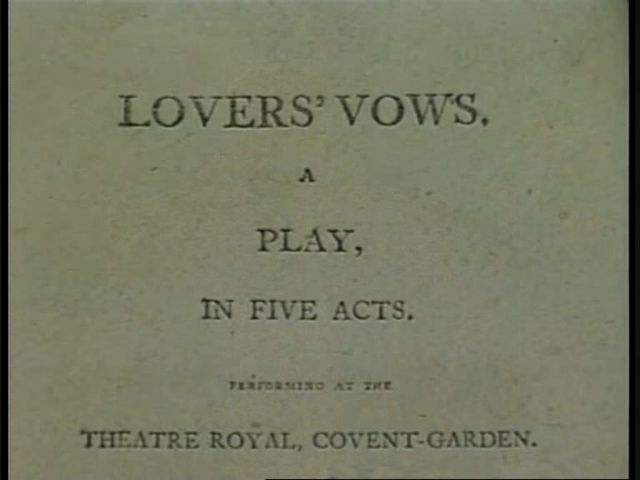 LOVERS' VOWS.
A
PLAY,
IN FIVE ACTS.
PERFORMING AT THE
THEATRE ROYAL, COVENT-GARDEN.